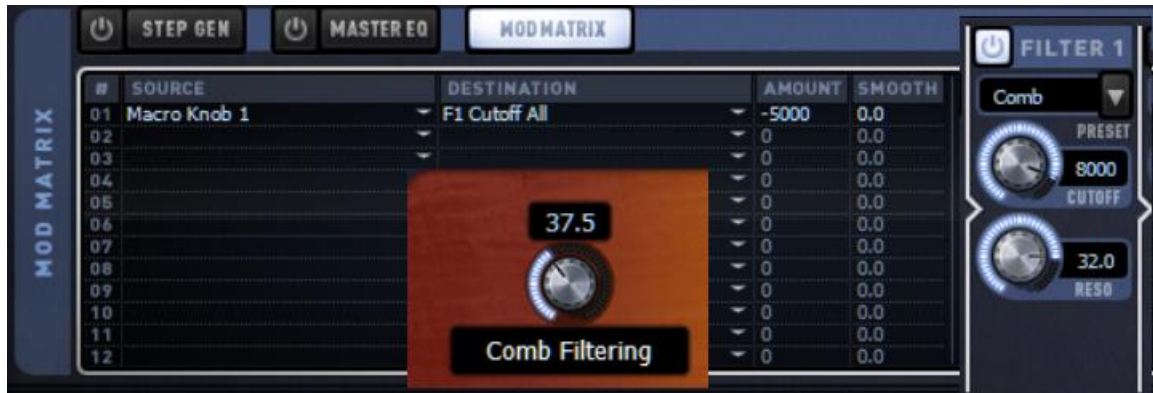 STEP GEN MASTER EQ MOD MATRIX
MOD MATRIX
# SOURCE DESTINATION AMOUNT SMOOTH
01 Macro Knob 1 F1 Cutoff All -5000 0.0
02 0 0.0
03 0 0.0
04 0 0.0
05 0 0.0
06 0 0.0
07 0 0.0
08 0 0.0
09 0 0.0
10 0 0.0
11 0 0.0
12 0 0.0
37.5
Comb Filtering
FILTER 1
Comb
PRESET
8000
CUTOFF
32.0
RESO